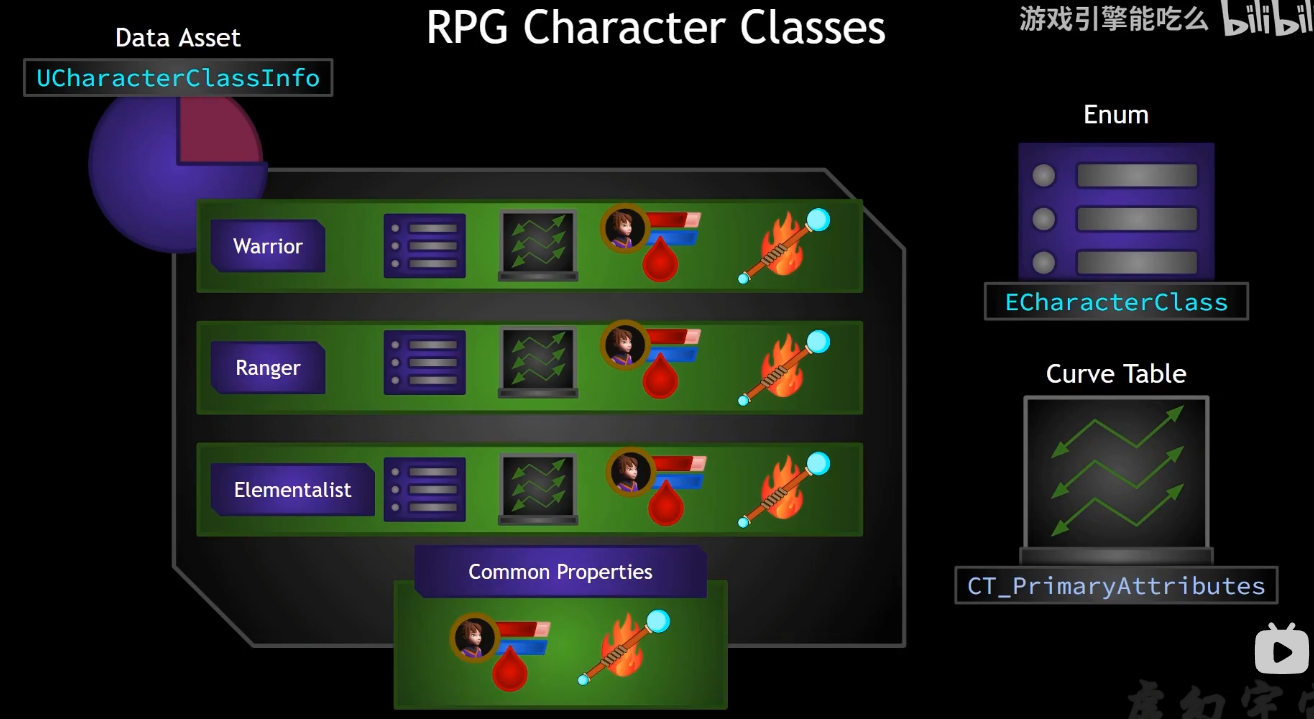 RPG Character Classes
游戏引擎能吃么 bilibili
Data Asset
UCharacterClassInfo
Warrior
Ranger
Elementalist
Common Properties
Enum
ECharacterClass
Curve Table
CT_PrimaryAttributes